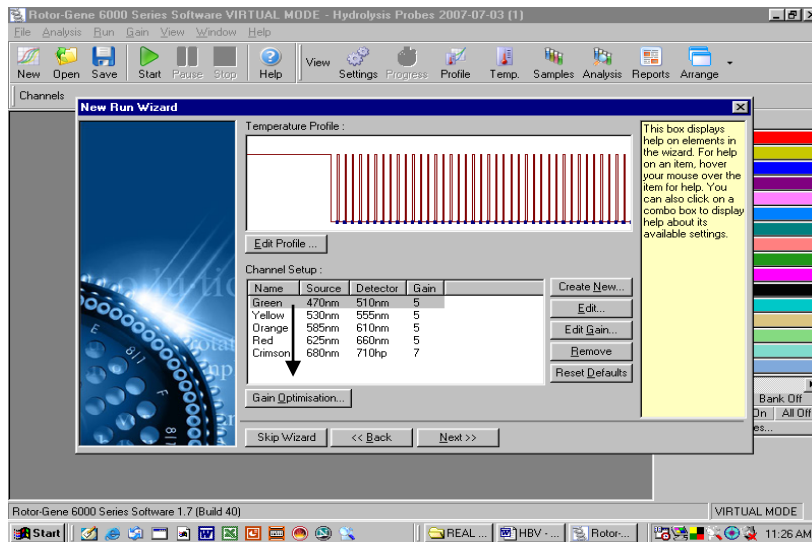 Rotor-Gene 6000 Series Software VIRTUAL MODE - Hydrolysis Probes 2007-07-03 (1)
File Analysis Run Gain View Window Help
New Open Save Start Pause Stop Help View Settings Progress Profile Temp. Samples Analysis Reports Arrange
Channels
New Run Wizard
Temperature Profile :
Edit Profile ...
Channel Setup :
Name Source Detector Gain
Green 470nm 510nm 5
Yellow 530nm 555nm 5
Orange 585nm 610nm 5
Red 625nm 660nm 5
Crimson 680nm 710hp 7
Create New...
Edit...
Edit Gain...
Remove
Reset Defaults
Gain Optimisation...
Skip Wizard << Back Next >>
This box displays
help on elements in
the wizard. For help
on an item, hover
your mouse over the
item for help. You
can also click on a
combo box to display
help about its
available settings.
Bank Off
On All Off
es...
Rotor-Gene 6000 Series Software 1.7 (Build 40) VIRTUAL MODE
Start REAL ... HBV - ... Rotor-... 11:26 AM